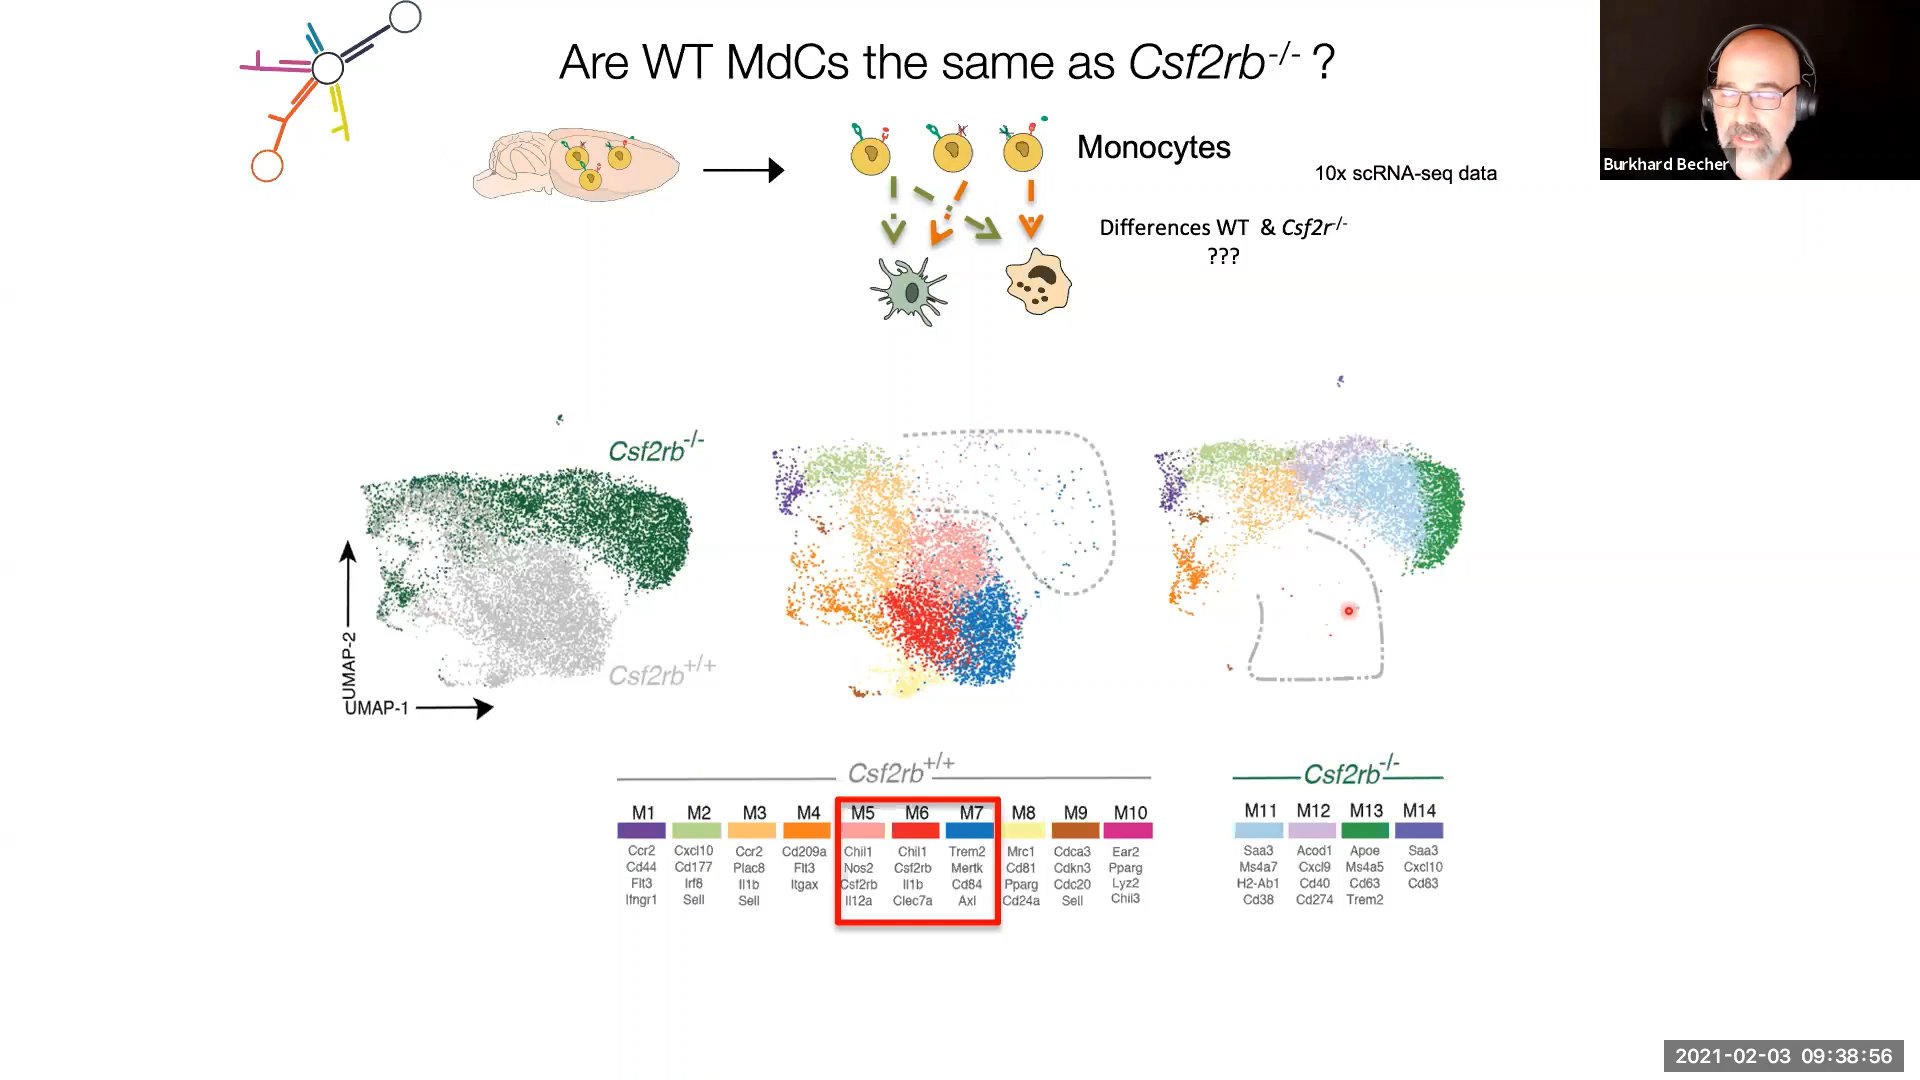 Are WT MdCs the same as Csf2rb-/- ?
Burkhard Becher
Monocytes
10x scRNA-seq data
Differences WT & Csf2r-/-
???
Csf2rb-/-
Csf2rb+/+
UMAP-2
UMAP-1
Csf2rb+/+
Csf2rb-/-
M1 M2 M3 M4 M5 M6 M7 M8 M9 M10 M11 M12 M13 M14
Ccr2 Cxcl10 Ccr2 Cd209a Chil1 Chil1 Trem2 Mrc1 Cdca3 Ear2 Saa3 Acod1 Apoe Saa3
Cd44 Cd177 Plac8 Flt3 Nos2 Csf2rb Mertk Cd81 Cdkn3 Pparg Ms4a7 Cxcl9 Ms4a5 Cxcl10
Flt3 Irf8 Il1b Itgax Csf2rb Il1b Cd84 Pparg Cdc20 Lyz2 H2-Ab1 Cd40 Cd63 Cd83
Ifngr1 Sell Sell Il12a Clec7a Axl Cd24a Sell Chil3 Cd38 Cd274 Trem2
2021-02-03 09:38:56